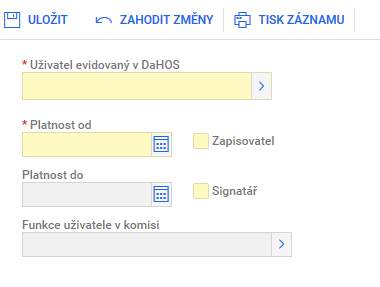 ULOŽIT ZAHODIT ZMĚNY TISK ZÁZNAMU
* Uživatel evidovaný v DaHOS
* Platnost od
Zapisovatel
Platnost do
Signatář
Funkce uživatele v komisi